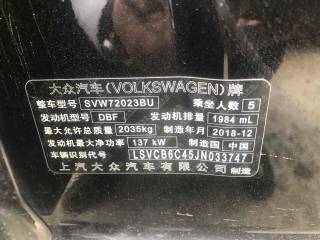 大众汽车(VOLKSWAGEN)牌
整车型号 SVW72023BU 乘坐人数 5
发动机型号 DBF 发动机排量 1984 mL
最大允许总质量 2035kg 制造年月 2018-12
发动机最大净功率 137 kW 制造国 中国
车辆识别代号 LSVCB6C45JN033747
上汽大众汽车有限公司 制造